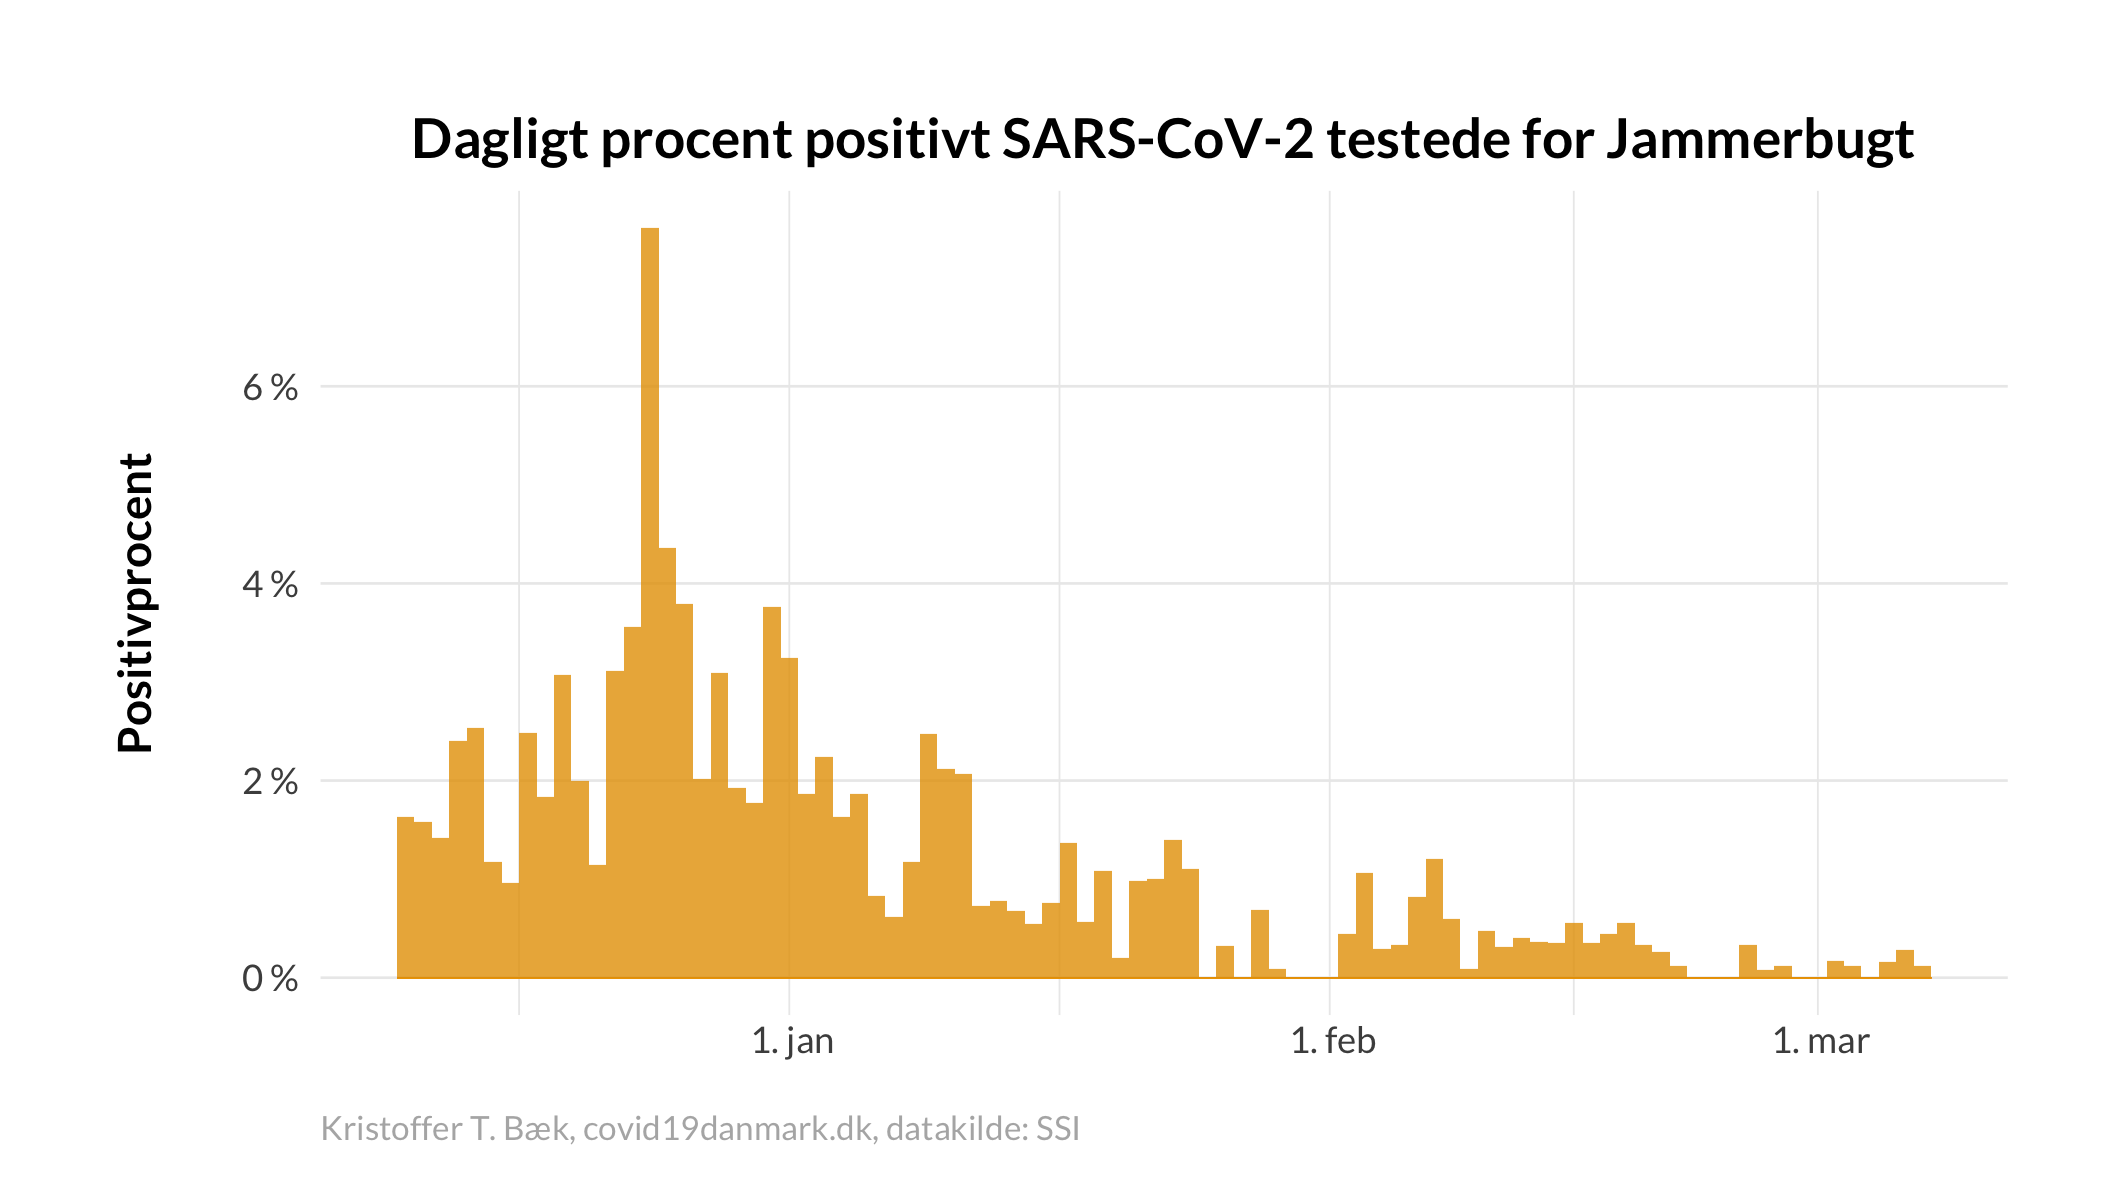 Dagligt procent positivt SARS-CoV-2 testede for Jammerbugt
Positivprocent
6 %
4 %
2 %
0 %
1. jan
1. feb
1. mar
Kristoffer T. Bæk, covid19danmark.dk, datakilde: SSI